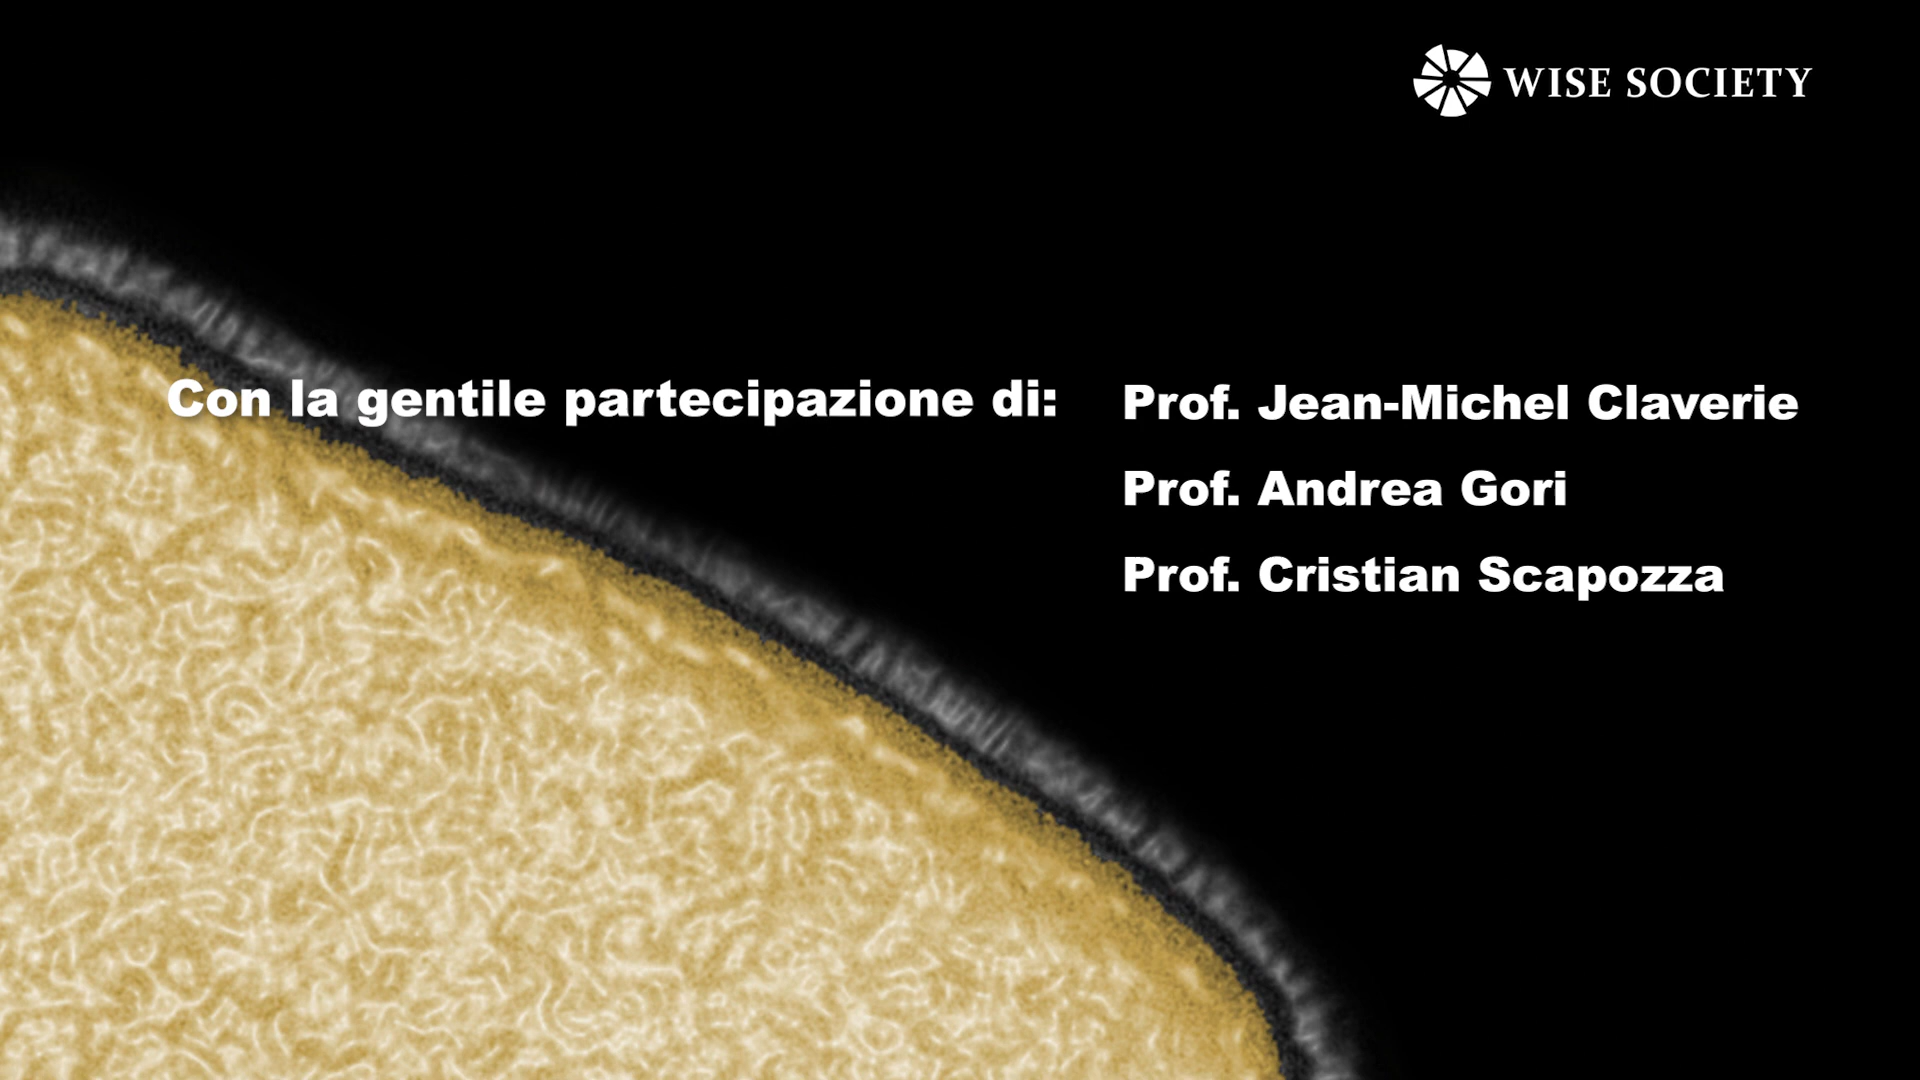 WISE SOCIETY
Con la gentile partecipazione di:
Prof. Jean-Michel Claverie
Prof. Andrea Gori
Prof. Cristian Scapozza